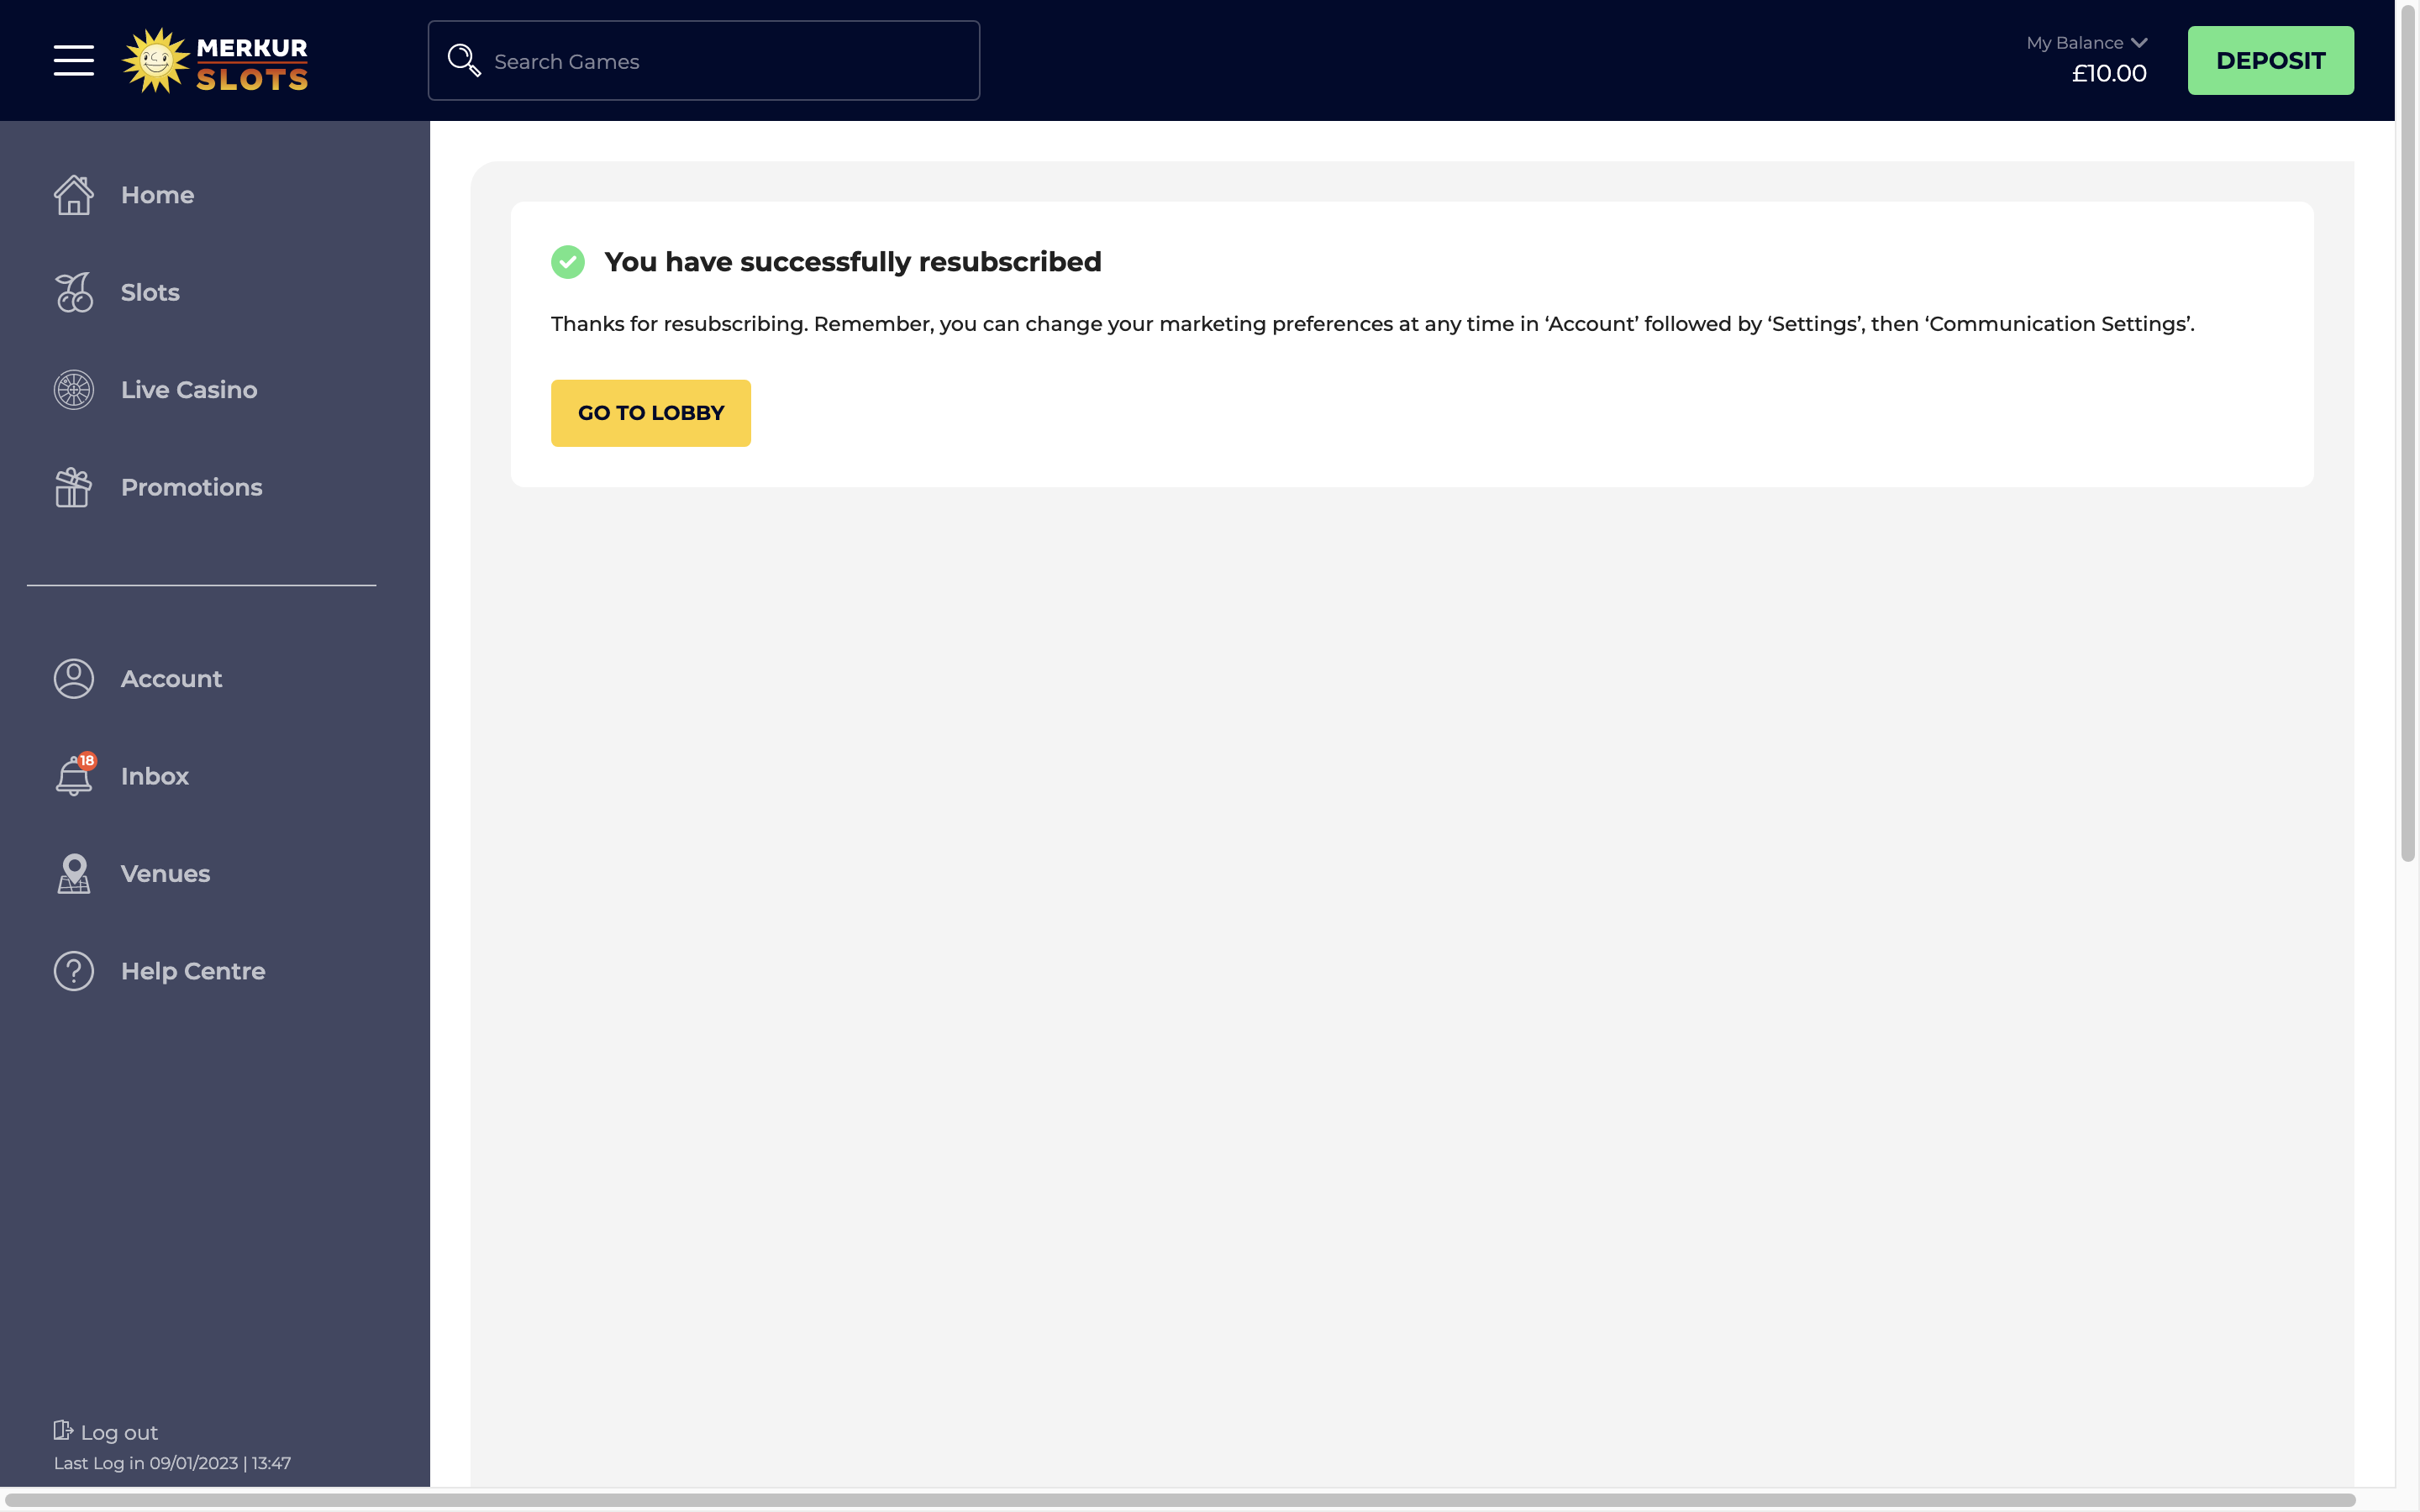 MERKUR
SLOTS
Search Games
My Balance
£10.00
DEPOSIT
Home
Slots
Live Casino
Promotions
Account
18
Inbox
Venues
Help Centre
Log out
Last Log in 09/01/2023 | 13:47
You have successfully resubscribed
Thanks for resubscribing. Remember, you can change your marketing preferences at any time in ‘Account’ followed by ‘Settings’, then ‘Communication Settings’.
GO TO LOBBY